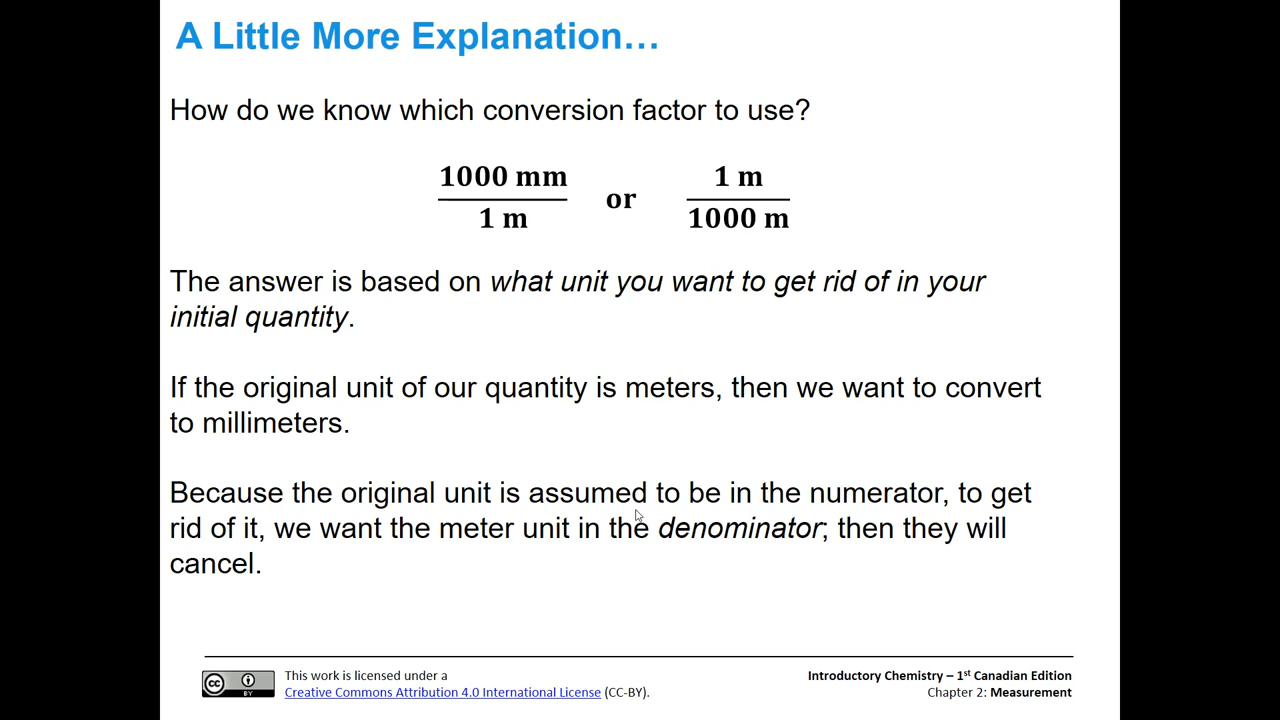 A Little More Explanation…
How do we know which conversion factor to use?
1000 mm
1 m
or
1 m
1000 m
The answer is based on what unit you want to get rid of in your
initial quantity.
If the original unit of our quantity is meters, then we want to convert
to millimeters.
Because the original unit is assumed to be in the numerator, to get
rid of it, we want the meter unit in the denominator; then they will
cancel.
cc
BY
This work is licensed under a
Creative Commons Attribution 4.0 International License (CC-BY).
Introductory Chemistry – 1st Canadian Edition
Chapter 2: Measurement